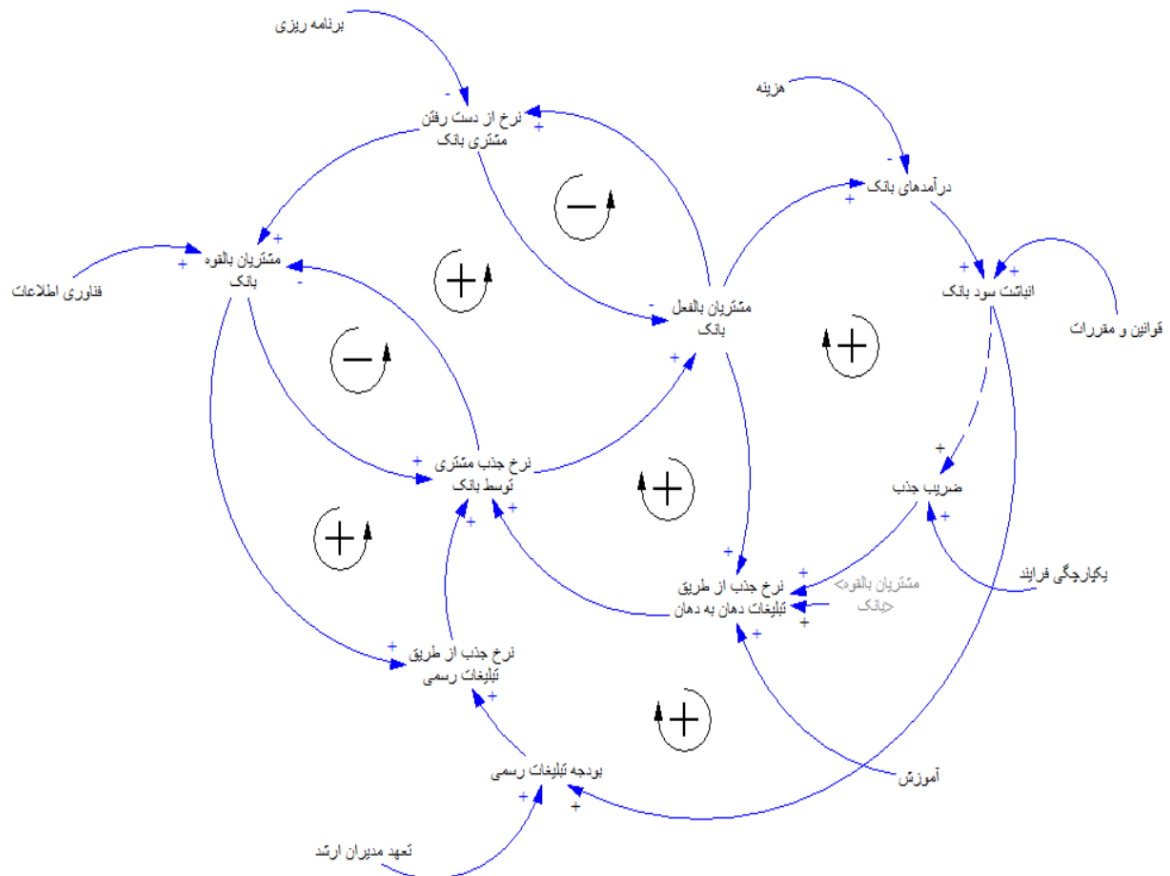 برنامه ریزی
هزینه
نرخ از دست رفتن
مشتری بانک
درآمدهای بانک
مشتریان بالقوه
بانک
فناوری اطلاعات
انباشت سود بانک
مشتریان بالفعل
بانک
قوانین و مقررات
نرخ جذب مشتری
توسط بانک
ضریب جذب
یکپارچگی فرایند
نرخ جذب از طریق
تبلیغات دهان به دهان
<مشتریان بالقوه
بانک>
نرخ جذب از طریق
تبلیغات رسمی
بودجه تبلیغات رسمی
آموزش
تعهد مدیران ارشد